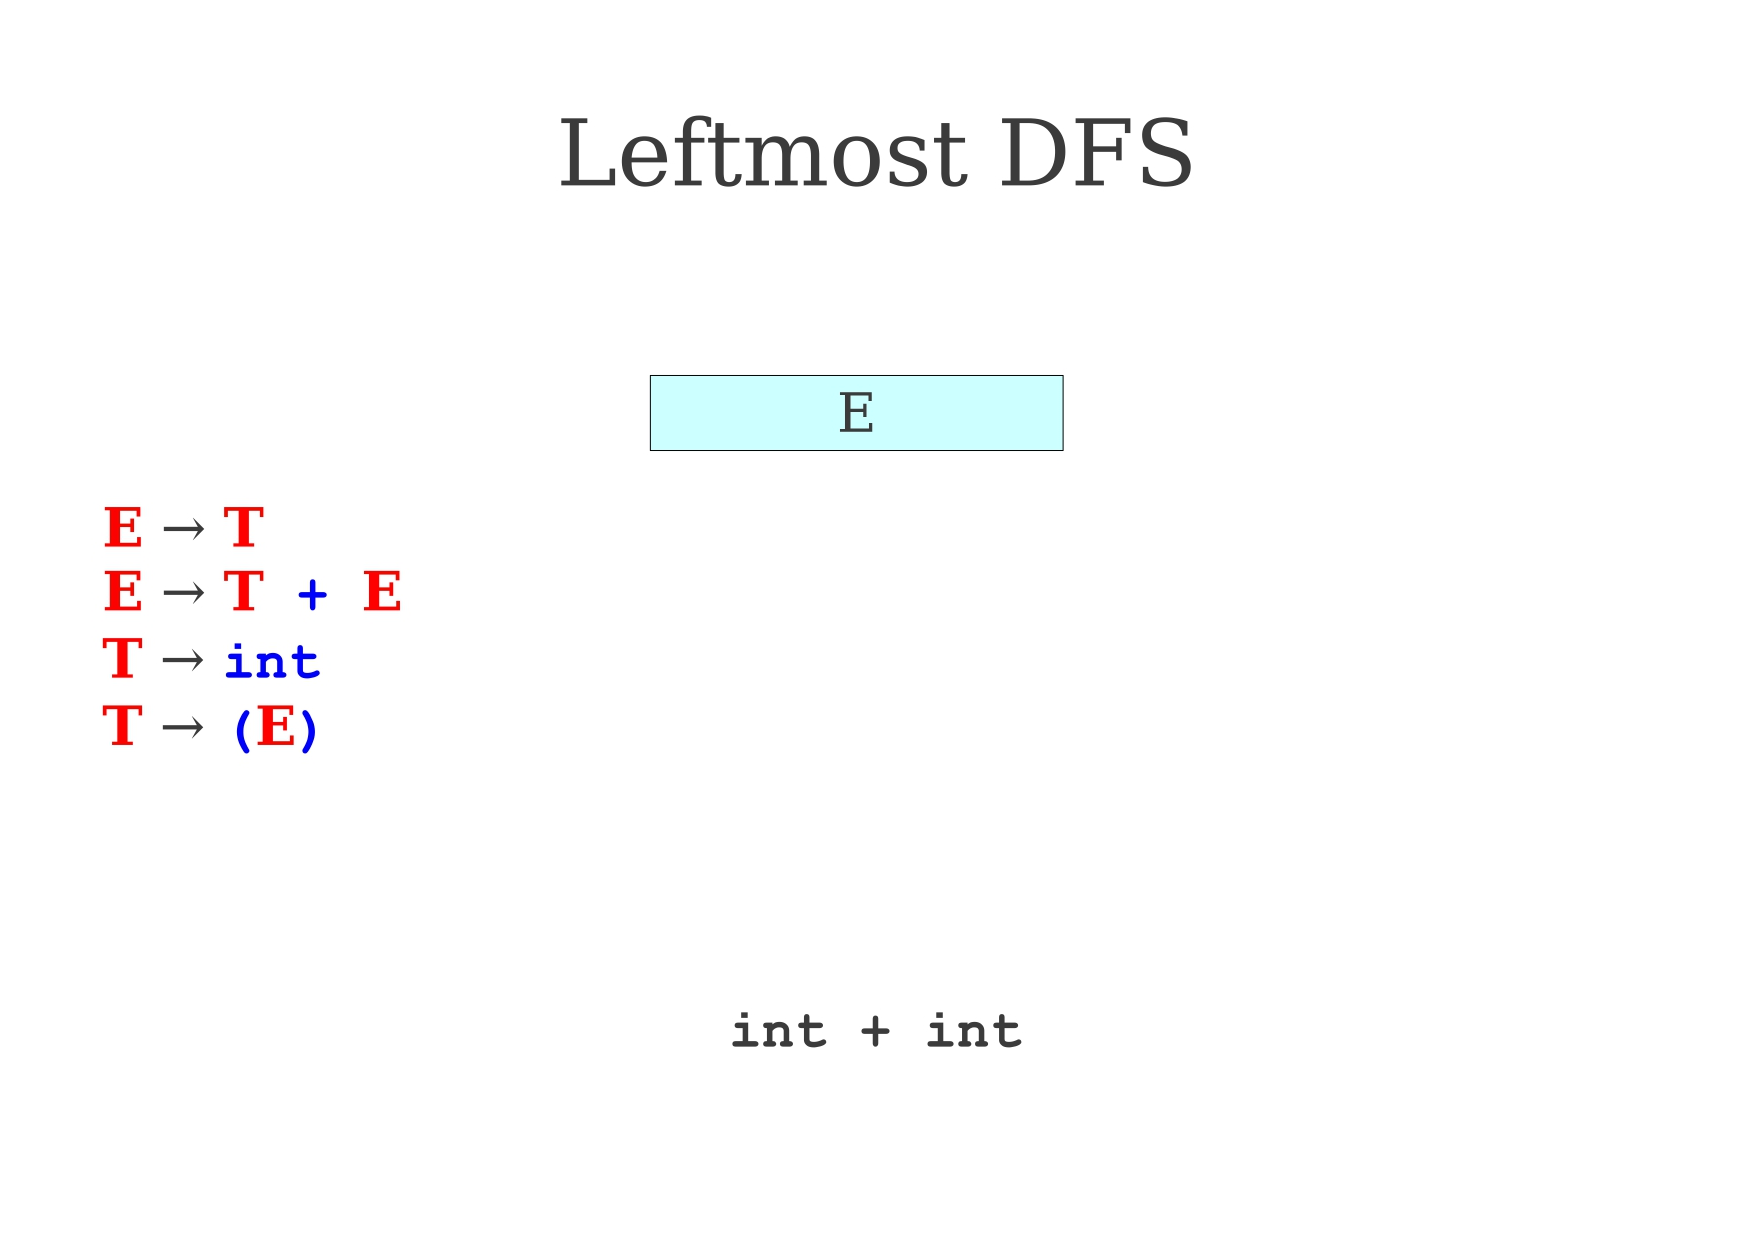 Leftmost DFS
E
E → T
E → T + E
T → int
T → (E)
int + int